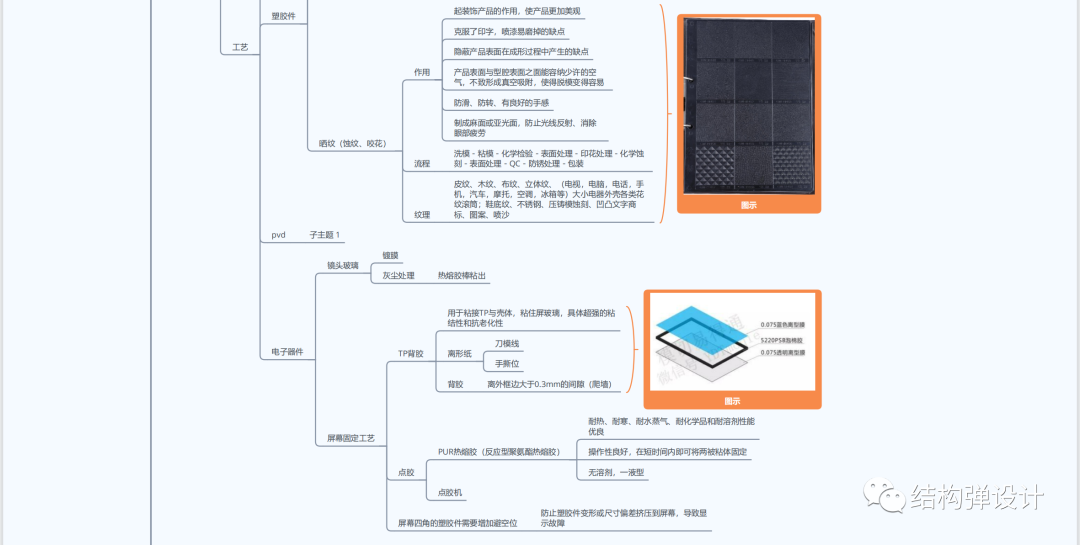 塑胶件
工艺
起装饰产品的作用，使产品更加美观
克服了印字，喷漆易磨掉的缺点
隐蔽产品表面在成形过程中产生的缺点
作用
产品表面与型腔表面之面能容纳少许的空
气，不致形成真空吸附，使得脱模变得容易
防滑、防转、有良好的手感
制成麻面或亚光面，防止光线反射、消除
眼部疲劳
晒纹（蚀纹、咬花）
流程
洗模 - 粘模 - 化学检验 - 表面处理 - 印花处理 - 化学蚀
刻 - 表面处理 - QC - 防锈处理 - 包装
纹理
皮纹、木纹、布纹、立体纹、（电视，电脑，电话，手
机，汽车，摩托，空调，冰箱等）大小电器外壳各类花
纹滚筒；鞋底纹、不锈钢、压铸模蚀刻、凹凸文字商
标、图案、喷沙
图示
pvd
子主题 1
镜头玻璃
镀膜
灰尘处理
热熔胶棒粘出
电子器件
用于粘接TP与壳体，粘住屏玻璃，具体超强的粘
结性和抗老化性
TP背胶
离形纸
刀模线
手撕位
背胶
离外框边大于0.3mm的间隙（爬墙）
0.075蓝色离型膜
5220PSB泡棉胶
0.075透明离型膜
图示
屏幕固定工艺
耐热、耐寒、耐水蒸气、耐化学品和耐溶剂性能
优良
PUR热熔胶（反应型聚氨酯热熔胶）
操作性良好，在短时间内即可将两被粘体固定
无溶剂，一液型
点胶
点胶机
屏幕四角的塑胶件需要增加避空位
防止塑胶件变形或尺寸偏差挤压到屏幕，导致显
示故障
结构弹设计